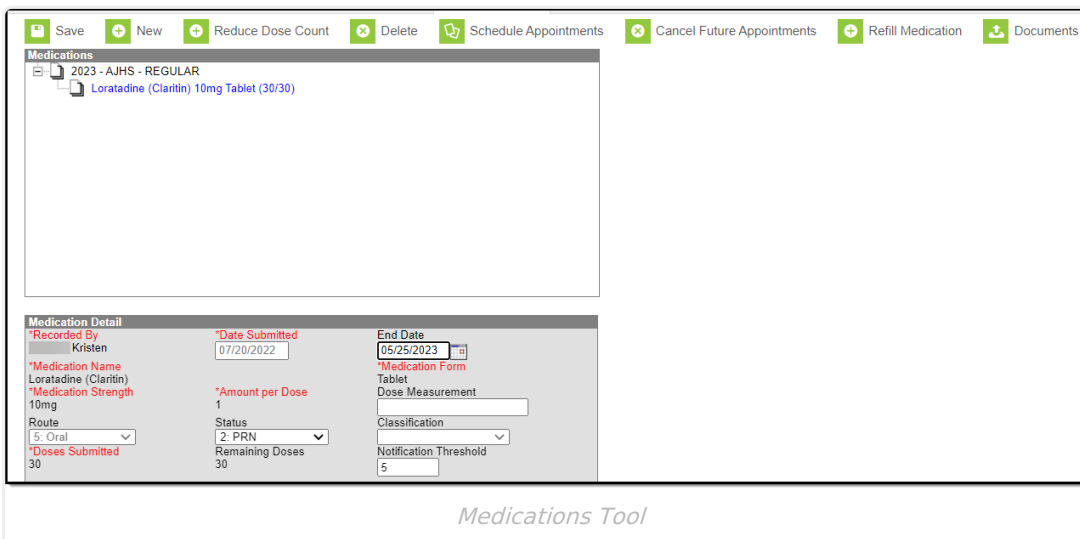 Save New Reduce Dose Count Delete Schedule Appointments Cancel Future Appointments Refill Medication Documents
Medications
2023 - AJHS - REGULAR
Loratadine (Claritin) 10mg Tablet (30/30)
Medication Detail
*Recorded By *Date Submitted End Date
Kristen 07/20/2022 05/25/2023
*Medication Name *Medication Form
Loratadine (Claritin) Tablet
*Medication Strength *Amount per Dose Dose Measurement
10mg 1
Route Status Classification
5: Oral 2: PRN
*Doses Submitted Remaining Doses Notification Threshold
30 30 5
Medications Tool